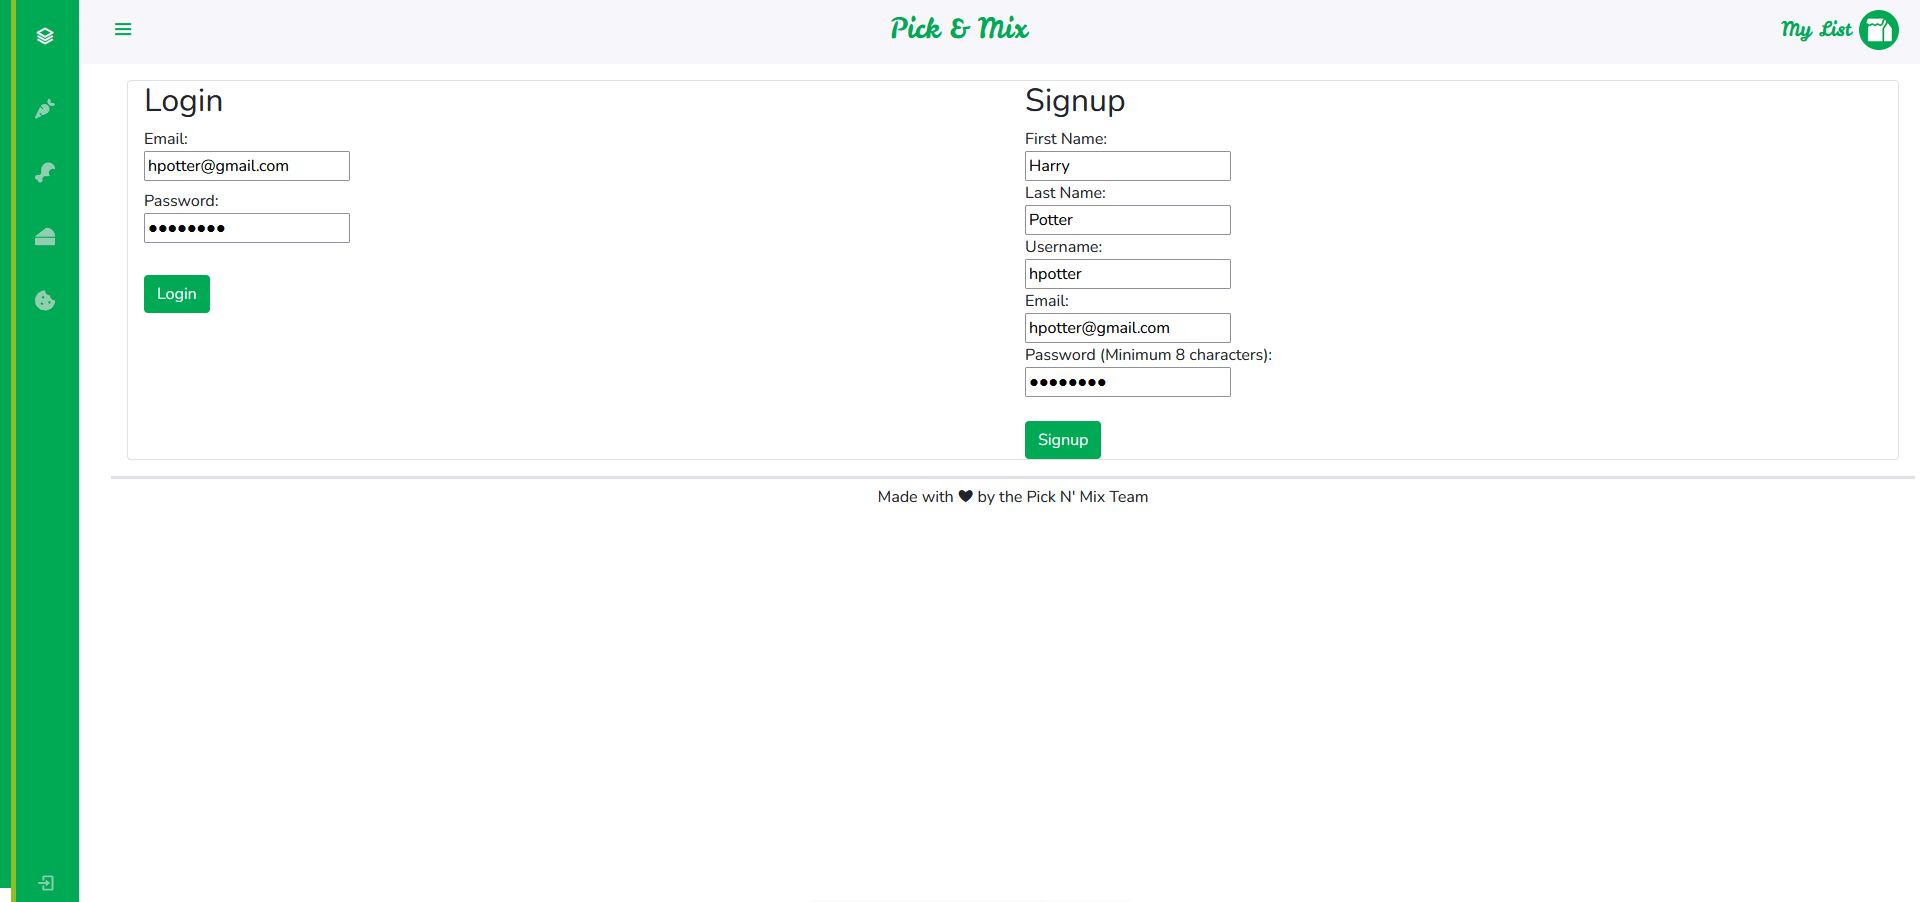 Pick & Mix
My List
Login
Email:
hpotter@gmail.com
Password:
••••••••
Login
Signup
First Name:
Harry
Last Name:
Potter
Username:
hpotter
Email:
hpotter@gmail.com
Password (Minimum 8 characters):
••••••••
Signup
Made with ♥ by the Pick N' Mix Team